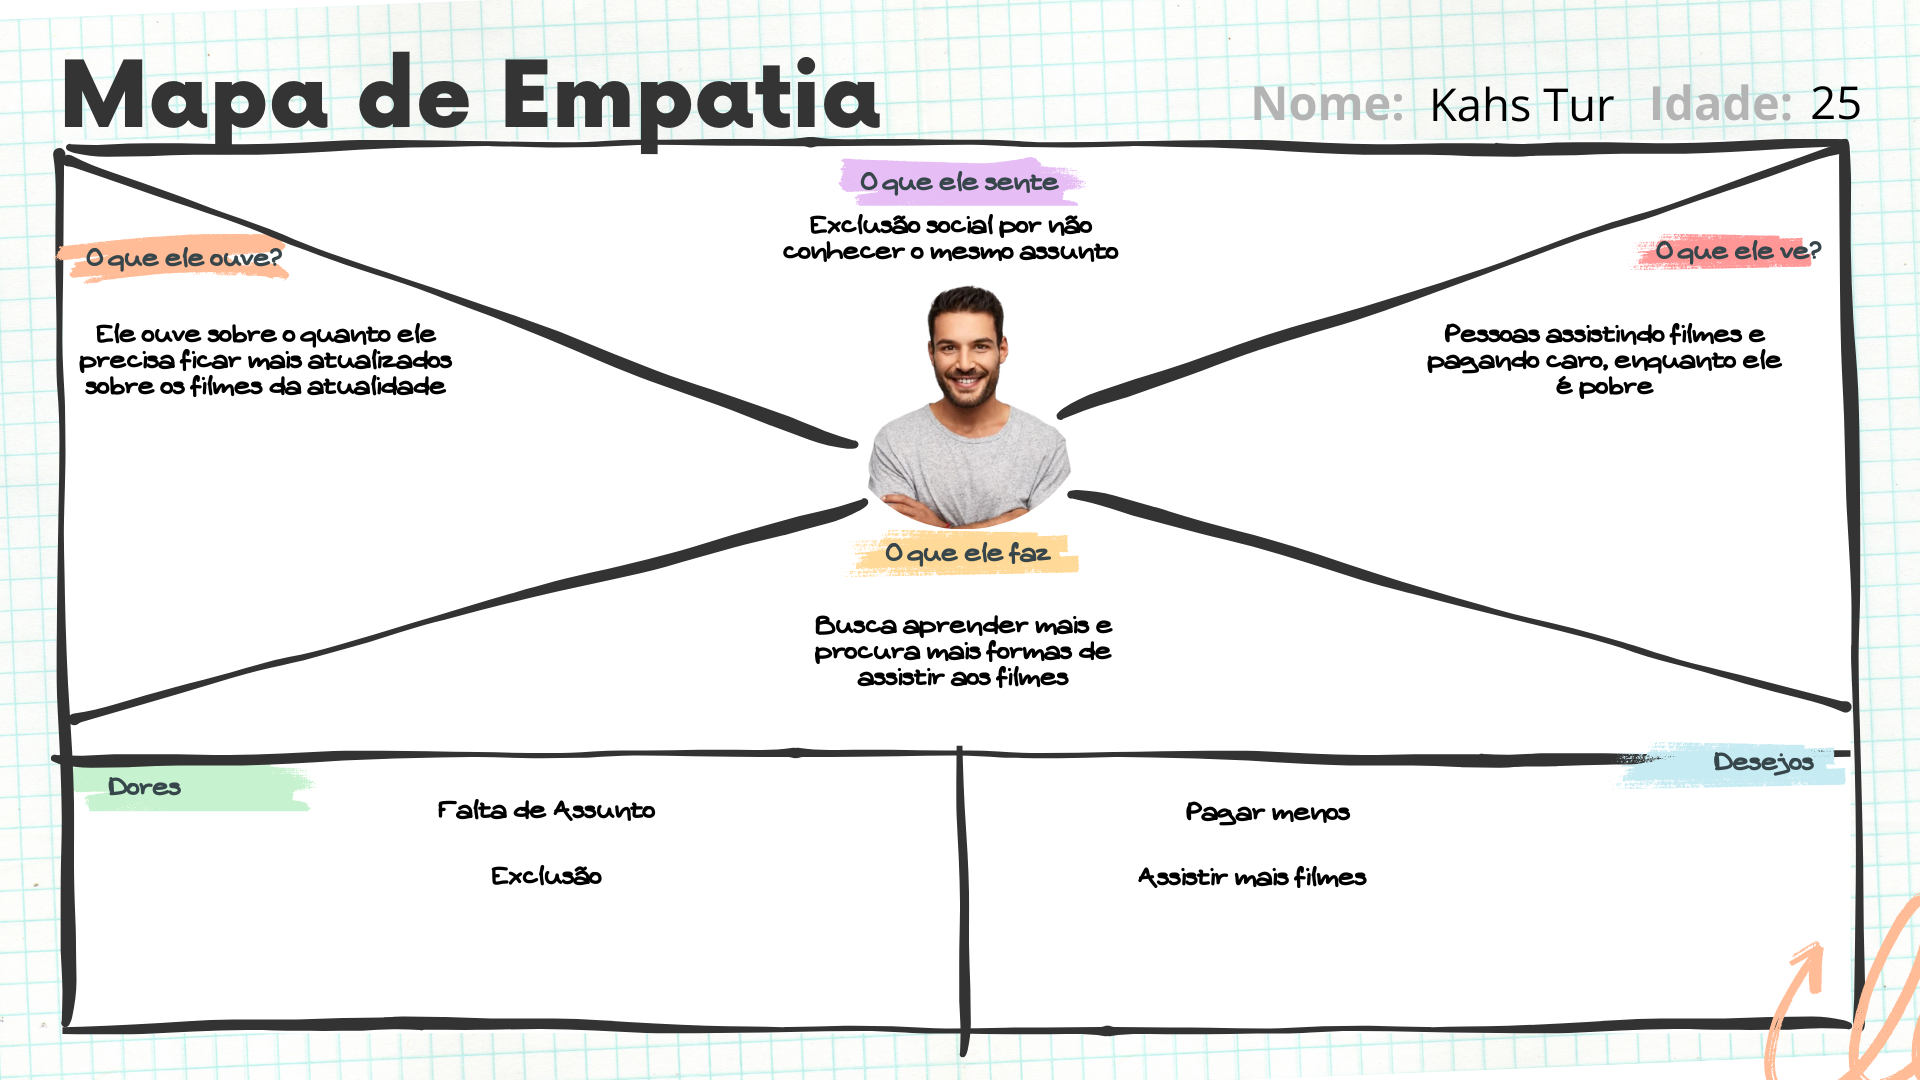 Mapa de Empatia
Nome: Kahs Tur Idade: 25
O que ele sente
Exclusão social por não
conhecer o mesmo assunto
O que ele ouve?
Ele ouve sobre o quanto ele
precisa ficar mais atualizados
sobre os filmes da atualidade
O que ele ve?
Pessoas assistindo filmes e
pagando caro, enquanto ele
é pobre
O que ele faz
Busca aprender mais e
procura mais formas de
assistir aos filmes
Dores
Falta de Assunto
Exclusão
Desejos
Pagar menos
Assistir mais filmes